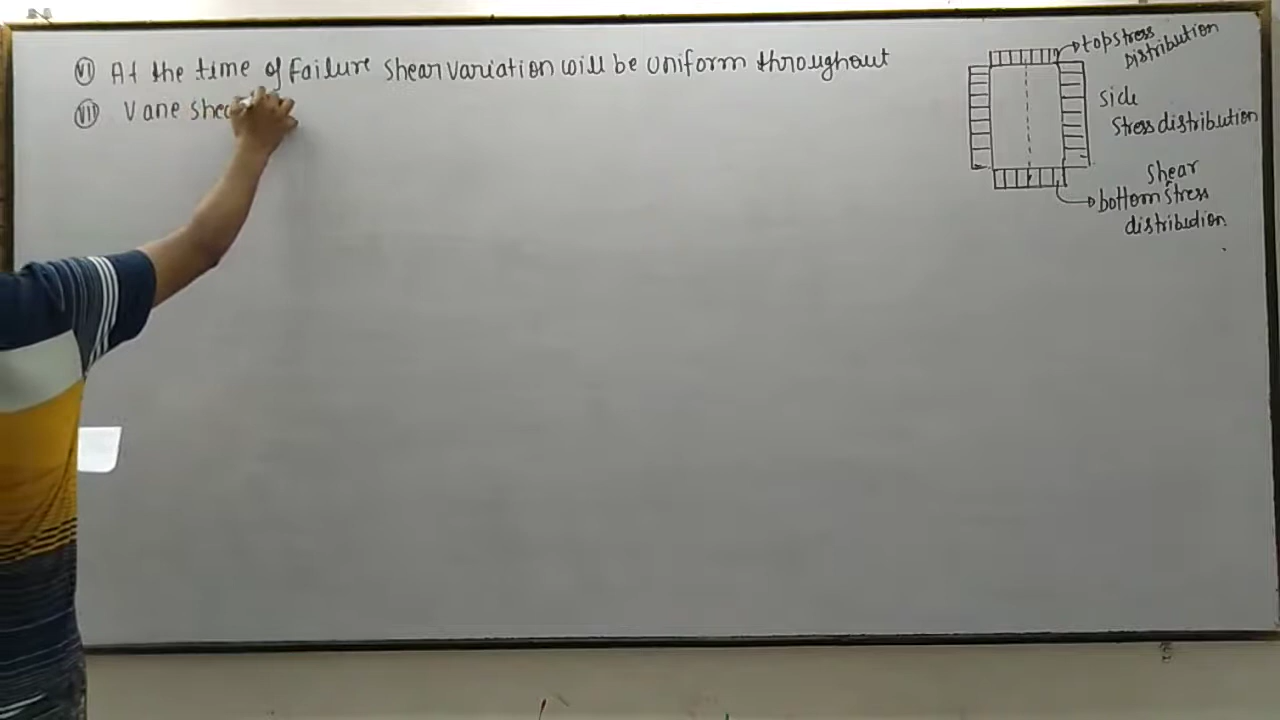 VI At the time of failure shear variation will be uniform throughout
VII Vane shea
top stress
distribution
side
stress distribution
shear
bottom stress
distribution